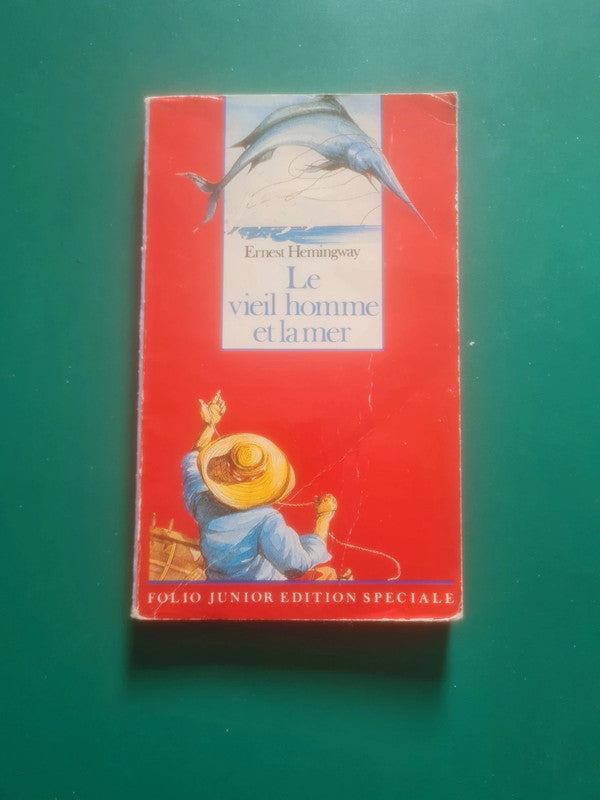 Ernest Hemingway
Le
vieil homme
et la mer
FOLIO JUNIOR EDITION SPECIALE